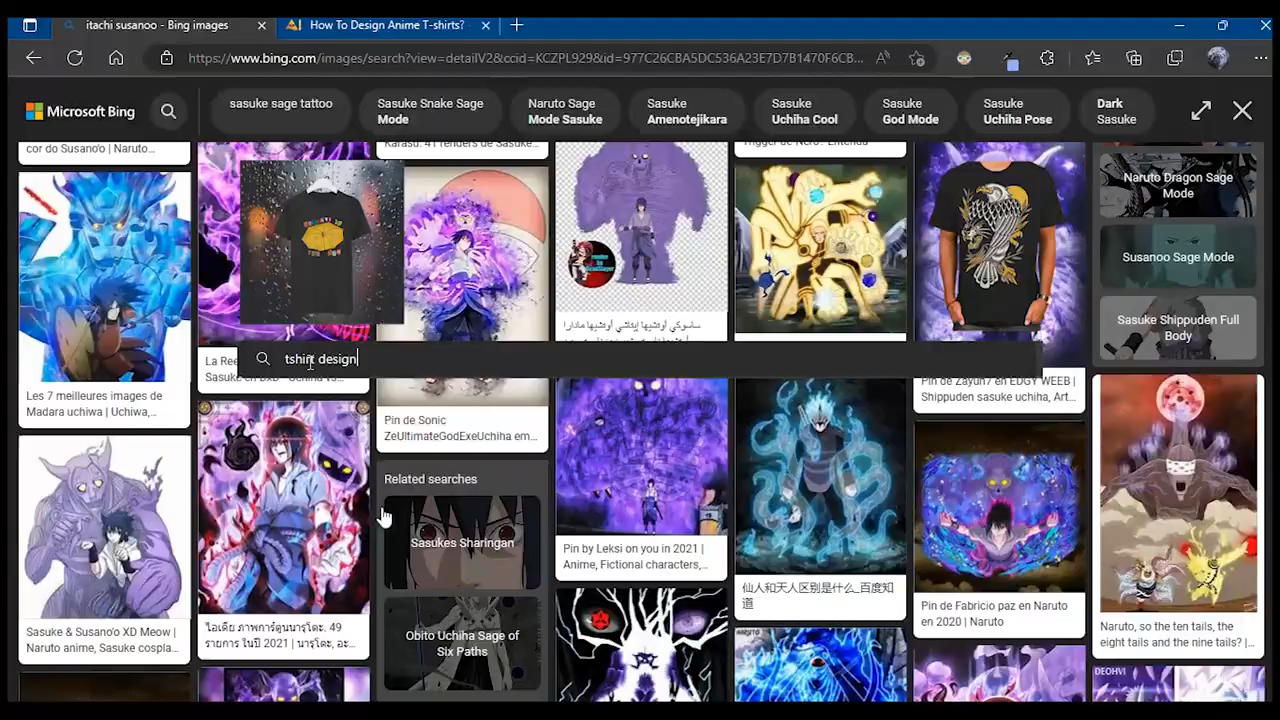 itachi susanoo - Bing images
How To Design Anime T-shirts?
https://www.bing.com/images/search?view=detailV2&ccid=KCZPL929&id=977C26CBA5DC536A23E7D7B1470F6CB...
Microsoft Bing
sasuke sage tattoo
Sasuke Snake Sage
Mode
Naruto Sage
Mode Sasuke
Sasuke
Amenotejikara
Sasuke
Uchiha Cool
Sasuke
God Mode
Sasuke
Uchiha Pose
Dark
Sasuke
cor do Susano'o | Naruto...
Karasu: 41 renders de Sasuke...
Naruto Dragon Sage
Mode
Susanoo Sage Mode
Sasuke Shippuden Full
Body
ساسوكي أوتشيها إيتاشي أوتشيها مادارا
tshirt design
La Ree
Les 7 meilleures images de
Madara uchiwa | Uchiwa,...
Pin de Sonic
ZeUltimateGodExeUchiha em...
Pin de Zayun7 en EDGY WEEB |
Shippuden sasuke uchiha, Art...
Related searches
Sasukes Sharingan
Obito Uchiha Sage of
Six Paths
Pin by Leksi on you in 2021 |
Anime, Fictional characters,...
仙人和天人区别是什么_百度知
道
Pin de Fabricio paz en Naruto
en 2020 | Naruto
Naruto, so the ten tails, the
eight tails and the nine tails? |...
Sasuke & Susano'o XD Meow |
Naruto anime, Sasuke cospla...
ไอเดีย ภาพการ์ตูนนารูโตะ 49
รายการ ในปี 2021 | นารูโตะ, อะ...
DEOHVI